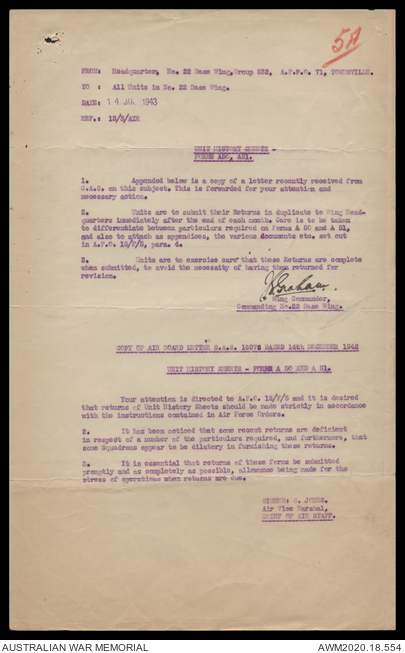 5A
FROM: Headquarters, No. 22 Base Wing, Group 222, A.F.P.O. 71, TOWNSVILLE.
TO : All Units in No. 22 Base Wing.
DATE: 14 JAN 1943
REF.: 13/2/AIR
UNIT HISTORY SHEETS -
FORMS A50, A51.
1. Appended below is a copy of a letter recently received from
C.A.S. on this subject. This is forwarded for your attention and
necessary action.
2. Units are to submit their Returns in duplicate to Wing Head-
quarters immediately after the end of each month. Care is to be taken
to differentiate between particulars required on Forms A 50 and A 51,
and also to attach as appendices, the various documents etc. set out
in A.F.O. 12/F/5, para. 4.
3. Units are to exercise care that these Returns are complete
when submitted, to avoid the necessity of having them returned for
revision.
Graham.
Wing Commander,
Commanding No.22 Base Wing.
COPY OF AIR BOARD LETTER DATED 14th 1942
UNIT HISTORY SHEETS - FORMS A 50 AND A 51.
Your attention is directed to A.F.O. 12/F/5 and it is desired
that returns of Unit History Sheets should be made strictly in accordance
with the instructions contained in Air Force Orders.
2. It has been noticed that some recent returns are deficient
in respect of a number of the particulars required, and furthermore, that
some Squadrons appear to be dilatory in furnishing these returns.
3. It is essential that returns of these forms be submitted
promptly and as completely as possible, allowance being made for the
stress of operations when returns are due.
SIGNED: G. JONES.
Air Vice Marshal,
CHIEF OF AIR STAFF.
AUSTRALIAN WAR MEMORIAL
AWM2020.18.554